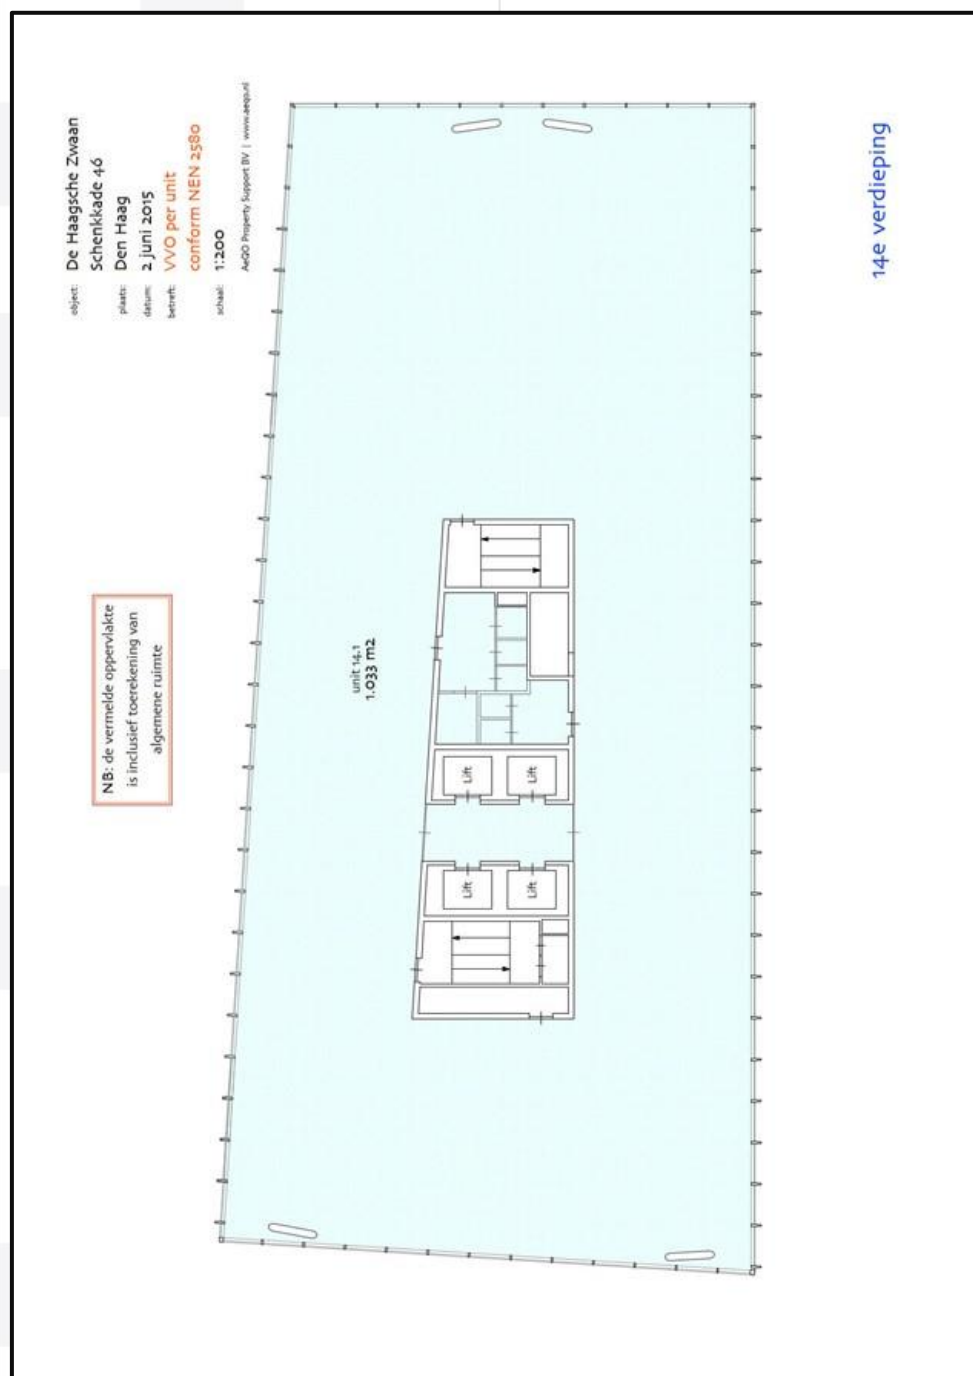 object: De Haagsche Zwaan
Schenkkade 46
plaats: Den Haag
datum: 2 juni 2015
betreft: VVO per unit
conform NEN 2580
schaal: 1:200
AeQO Property Support BV | www.aeqo.nl
14e verdieping
NB: de vermelde oppervlakte
is inclusief toerekening van
algemene ruimte
unit 14.1
1.033 m2
Lift
Lift
Lift
Lift